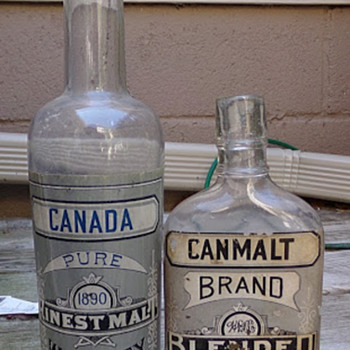 CANADA
PURE
1890
FINEST MAL
CANMALT
BRAND
BLENDED